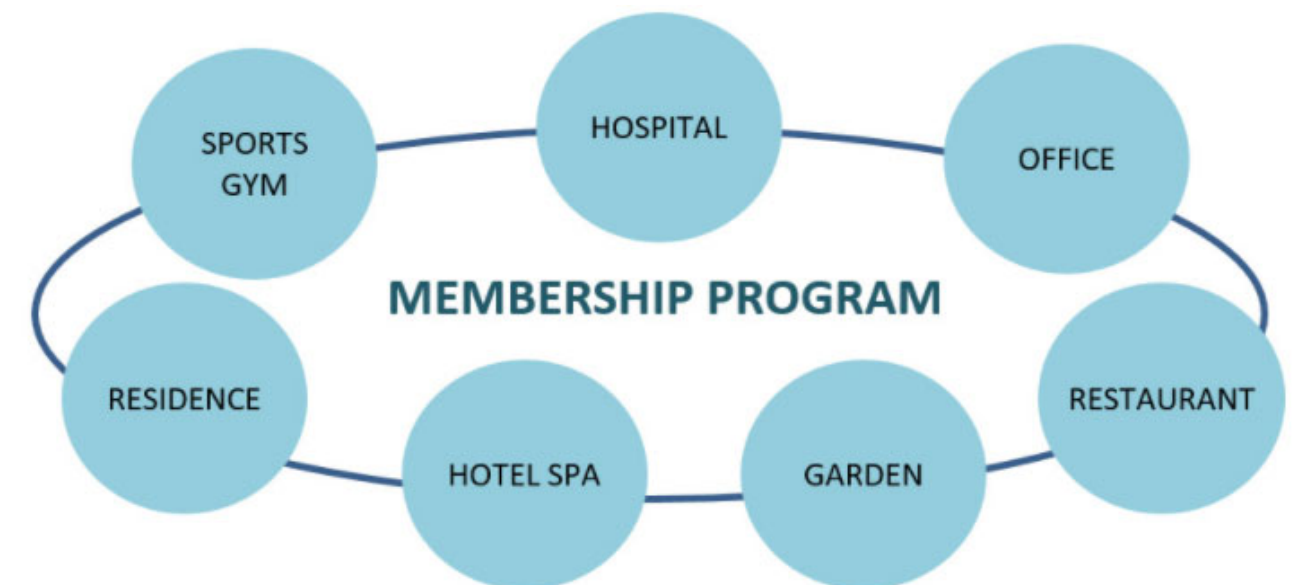 HOSPITAL
SPORTS
GYM
OFFICE
MEMBERSHIP PROGRAM
RESIDENCE
RESTAURANT
HOTEL SPA
GARDEN